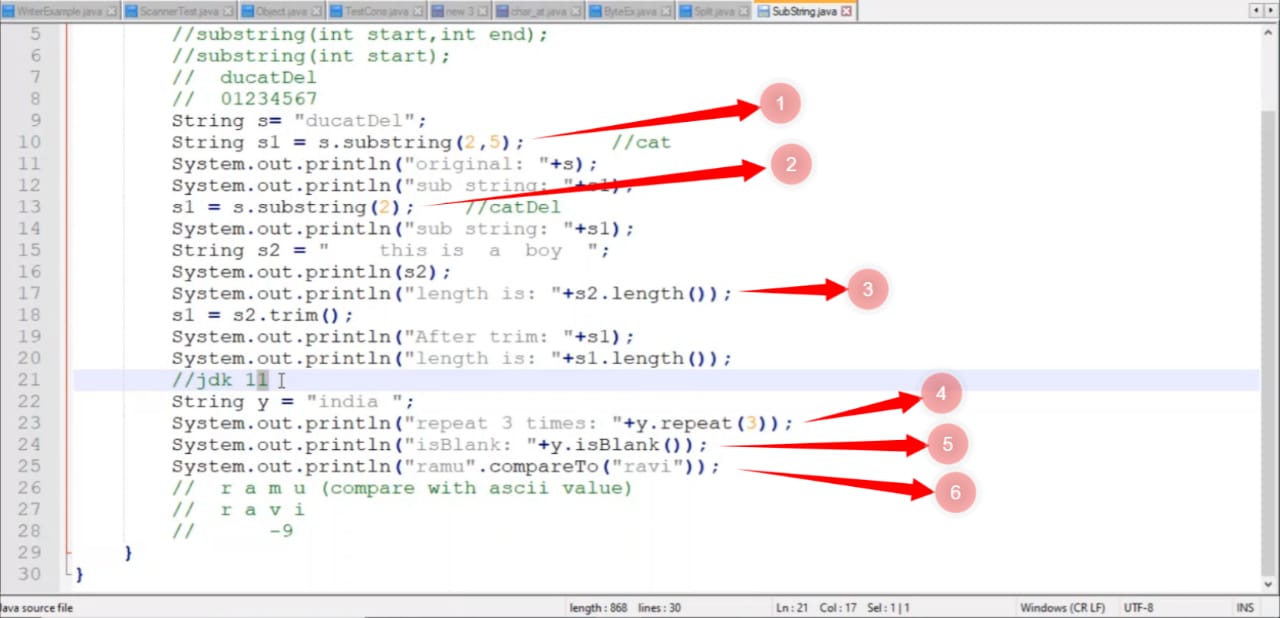 WriterExample.java ScannerTest.java Object.java TestCons.java new 3 char_at.java ByteEx.java Split.java SubString.java
5 //substring(int start,int end);
6 //substring(int start);
7 //  ducatDel
8 //  01234567
9 String s= "ducatDel";
10 String s1 = s.substring(2,5);       //cat
11 System.out.println("original: "+s);
12 System.out.println("sub string: "+s1);
13 s1 = s.substring(2);    //catDel
14 System.out.println("sub string: "+s1);
15 String s2 = "    this is  a  boy  ";
16 System.out.println(s2);
17 System.out.println("length is: "+s2.length());
18 s1 = s2.trim();
19 System.out.println("After trim: "+s1);
20 System.out.println("length is: "+s1.length());
21 //jdk 11
22 String y = "india ";
23 System.out.println("repeat 3 times: "+y.repeat(3));
24 System.out.println("isBlank: "+y.isBlank());
25 System.out.println("ramu".compareTo("ravi"));
26 //  r a m u (compare with ascii value)
27 //  r a v i
28 //      -9
29 }
30 }
1
2
3
4
5
6
Java source file length : 868 lines : 30 Ln : 21 Col : 17 Sel : 1 | 1 Windows (CR LF) UTF-8 INS